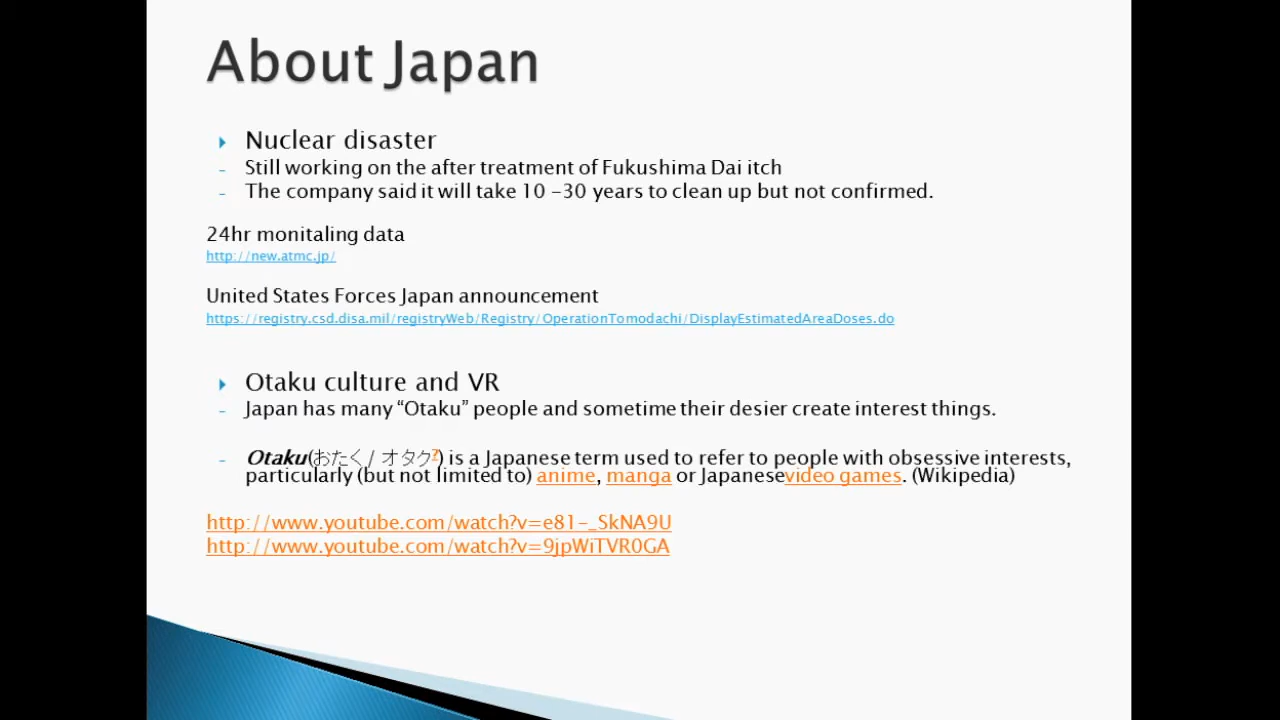 About Japan
Nuclear disaster
- Still working on the after treatment of Fukushima Dai itch
- The company said it will take 10 -30 years to clean up but not confirmed.
24hr monitaling data
http://new.atmc.jp/
United States Forces Japan announcement
https://registry.csd.disa.mil/registryWeb/Registry/OperationTomodachi/DisplayEstimatedAreaDoses.do
Otaku culture and VR
- Japan has many “Otaku” people and sometime their desier create interest things.
- Otaku(おたく / オタク?) is a Japanese term used to refer to people with obsessive interests,
particularly (but not limited to) anime, manga or Japanesevideo games. (Wikipedia)
http://www.youtube.com/watch?v=e81-_SkNA9U
http://www.youtube.com/watch?v=9jpWiTVR0GA